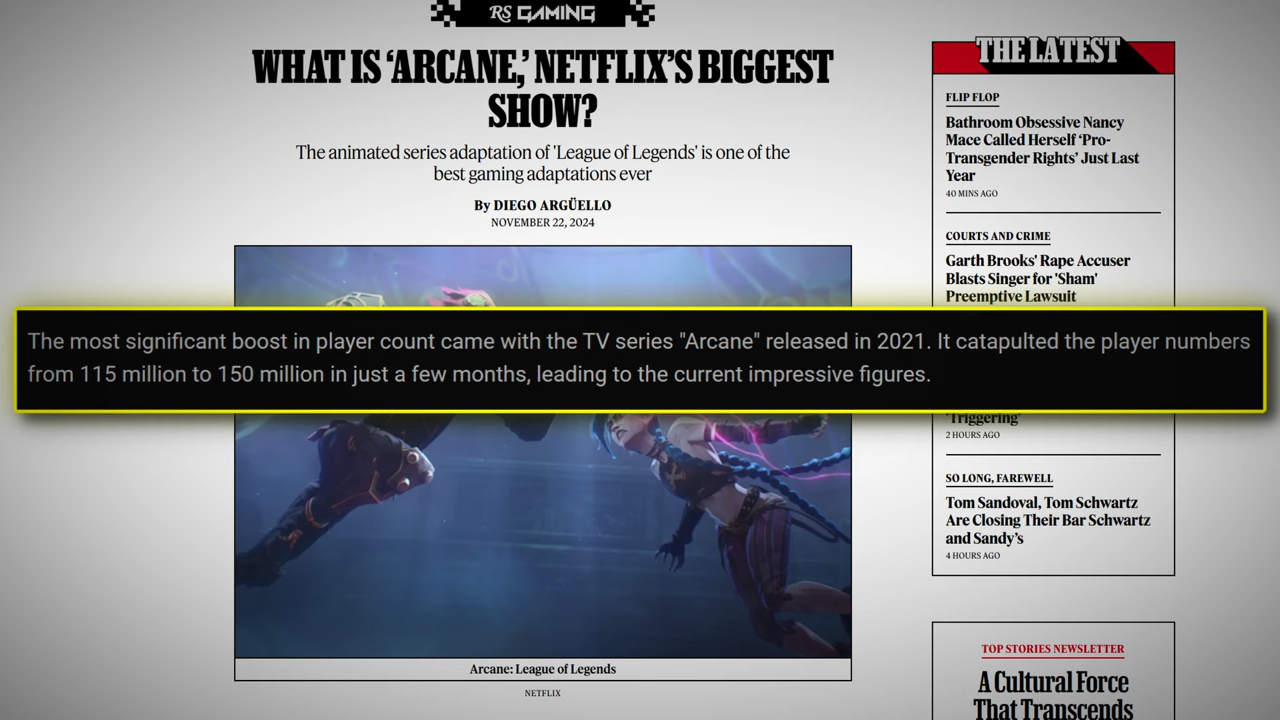 RS GAMING
WHAT IS ‘ARCANE,’ NETFLIX’S BIGGEST
SHOW?
The animated series adaptation of 'League of Legends' is one of the
best gaming adaptations ever
By DIEGO ARGÜELLO
NOVEMBER 22, 2024
The most significant boost in player count came with the TV series "Arcane" released in 2021. It catapulted the player numbers
from 115 million to 150 million in just a few months, leading to the current impressive figures.
Arcane: League of Legends
NETFLIX
THE LATEST
FLIP FLOP
Bathroom Obsessive Nancy
Mace Called Herself ‘Pro-
Transgender Rights’ Just Last
Year
40 MINS AGO
COURTS AND CRIME
Garth Brooks' Rape Accuser
Blasts Singer for 'Sham'
Preemptive Lawsuit
'Triggering'
2 HOURS AGO
SO LONG, FAREWELL
Tom Sandoval, Tom Schwartz
Are Closing Their Bar Schwartz
and Sandy’s
4 HOURS AGO
TOP STORIES NEWSLETTER
A Cultural Force
That Transcends